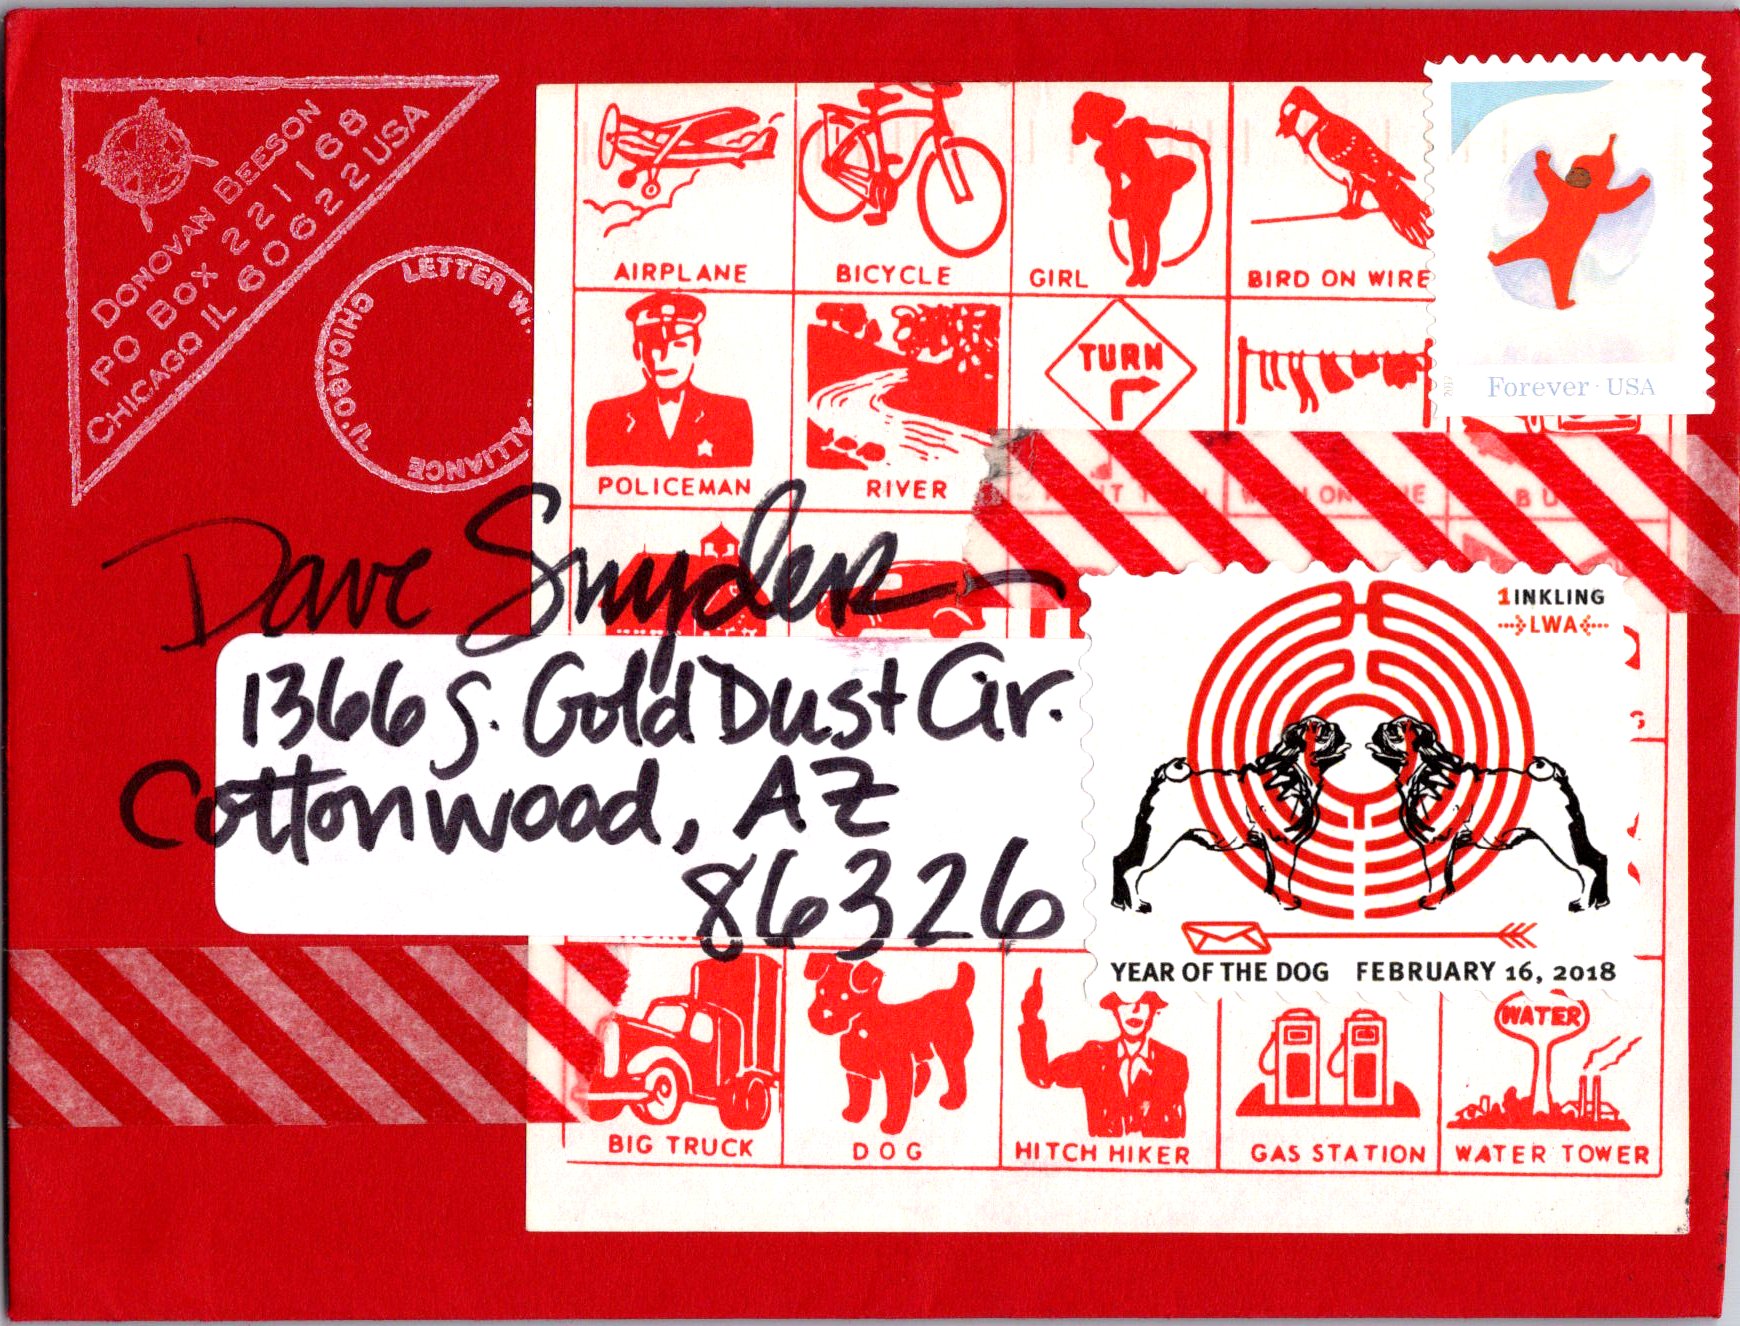 DONOVAN BEESON
PO BOX 221168
CHICAGO IL 60622 USA
LETTER
ALLIANCE
CHICAGO
AIRPLANE
BICYCLE
GIRL
BIRD ON WIRE
Forever · USA
2017
POLICEMAN
RIVER
TURN
Dave Snyder
1366 S. Gold Dust Cir.
Cottonwood, AZ
86326
1INKLING
LWA
YEAR OF THE DOG FEBRUARY 16, 2018
BIG TRUCK
DOG
HITCH HIKER
GAS STATION
WATER
WATER TOWER